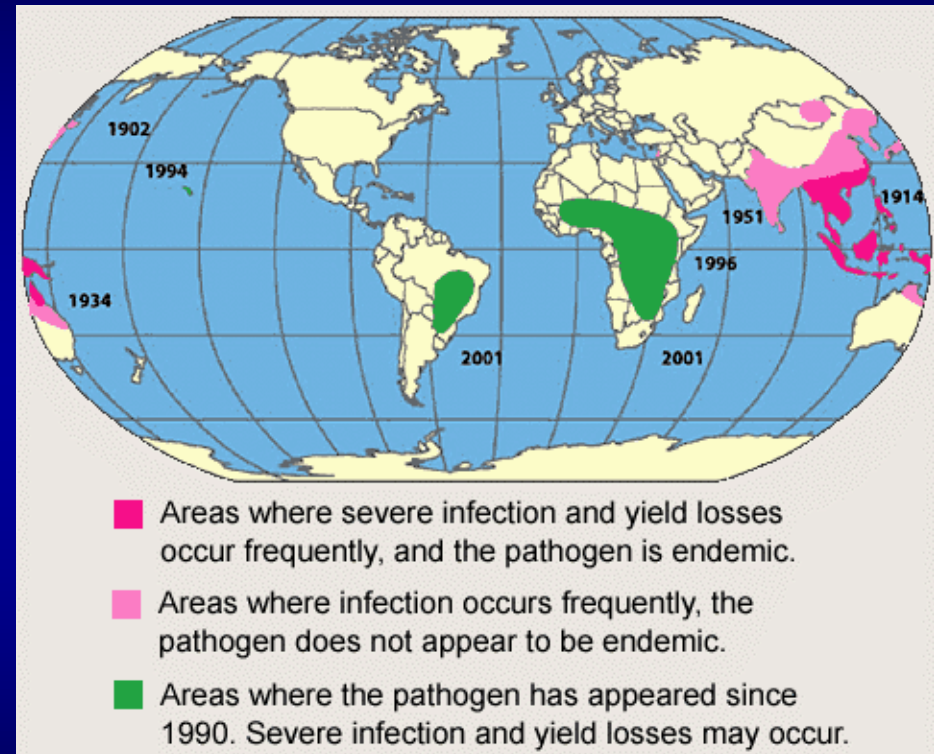 1902
1994
1914
1951
1996
1934
2001
2001
Areas where severe infection and yield losses
occur frequently, and the pathogen is endemic.
Areas where infection occurs frequently, the
pathogen does not appear to be endemic.
Areas where the pathogen has appeared since
1990. Severe infection and yield losses may occur.